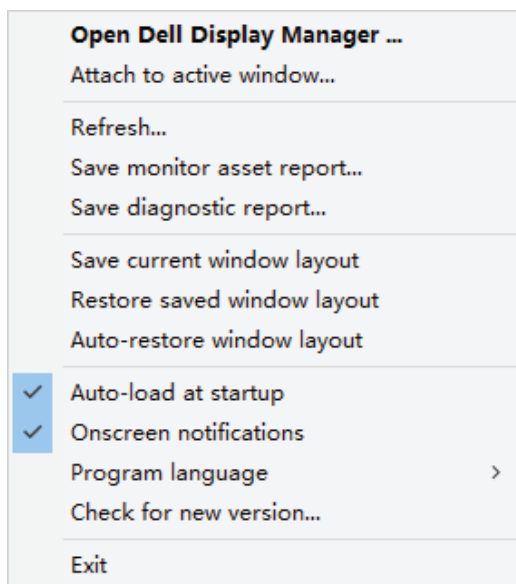 Open Dell Display Manager ...
Attach to active window...
Refresh...
Save monitor asset report...
Save diagnostic report...
Save current window layout
Restore saved window layout
Auto-restore window layout
Auto-load at startup
Onscreen notifications
Program language
Check for new version...
Exit